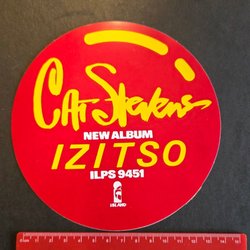 Cat Stevens
NEW ALBUM
IZITSO
ILPS 9451
ISLAND